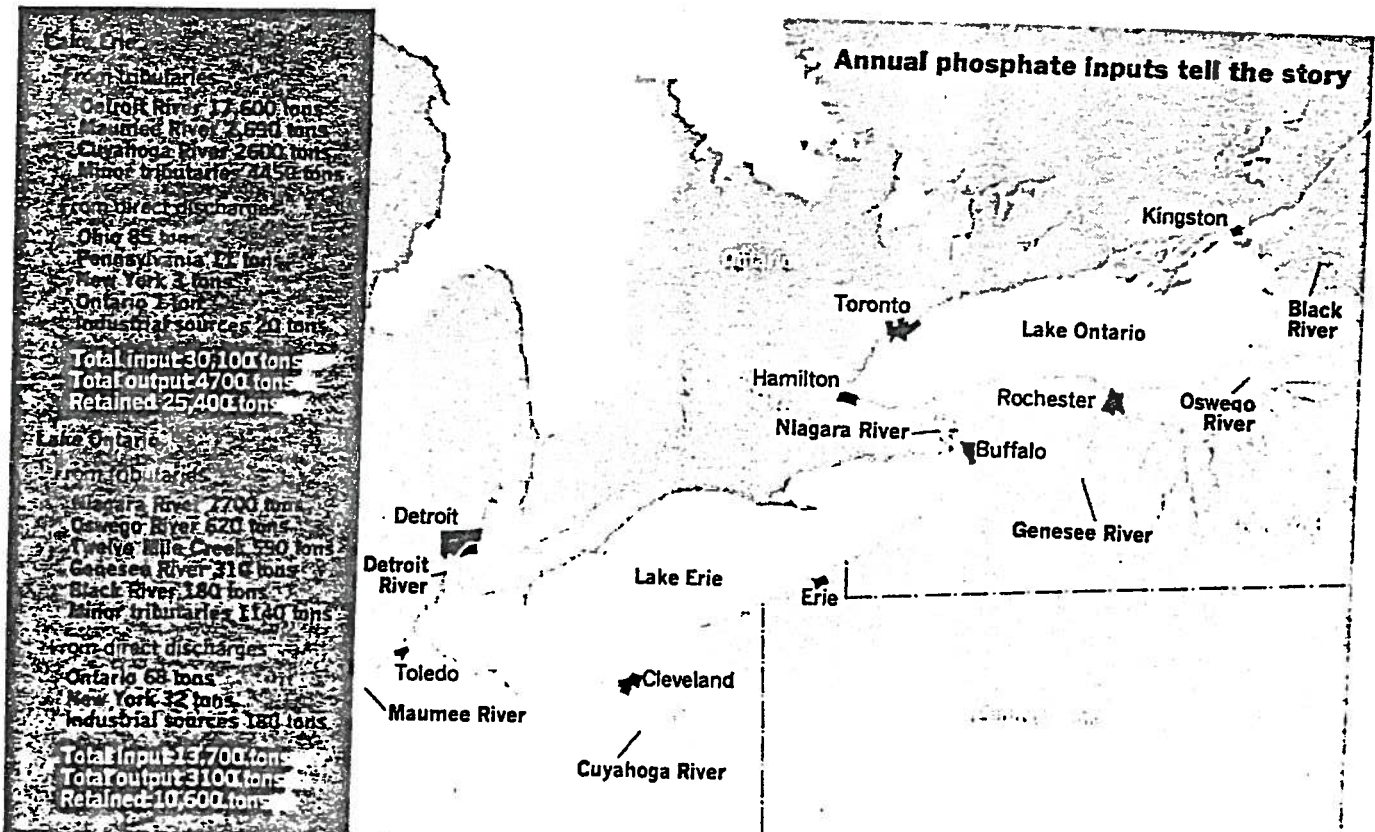 Annual phosphate inputs tell the story
Lake Erie
From tributaries
Detroit River 17,600 tons
Maumee River tons
Cuyahoga River 2600 tons
Minor tributaries 4450 tons
From direct discharges
Ohio 85 tons
Pennsylvania 11 tons
New York tons
Ontario 1 ton
Industrial sources 20 tons
Total input 30,100 tons
Total output 4700 tons
Retained 25,400 tons
Lake Ontario
From tributaries
Niagara River 7700 tons
Oswego River 620 tons
Twelve Mile Creek tons
Genesee River 310 tons
Black River 180 tons
Minor tributaries 1140 tons
From direct discharges
Ontario 68 tons
New York 32 tons
Industrial sources 180 tons
Total input 13,700 tons
Total output 3100 tons
Retained 10,600 tons
Kingston
Ontario
Black
River
Toronto
Lake Ontario
Hamilton
Rochester
Oswego
River
Niagara River
Buffalo
Genesee River
Detroit
Detroit
River
Lake Erie
Erie
Toledo
Cleveland
Maumee River
Cuyahoga River